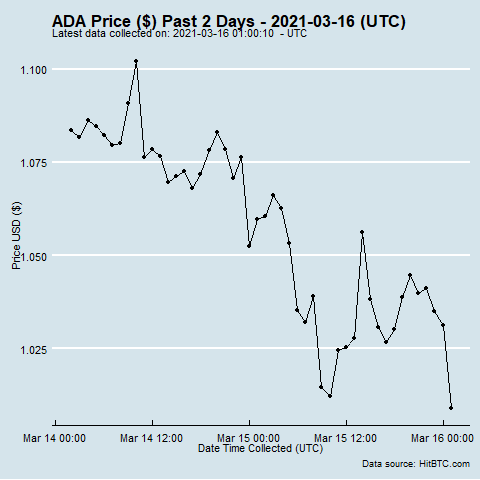 ADA Price ($) Past 2 Days - 2021-03-16 (UTC)
Latest data collected on: 2021-03-16 01:00:10  - UTC
1.100
1.075
1.050
1.025
Price USD ($)
Mar 14 00:00 Mar 14 12:00 Mar 15 00:00 Mar 15 12:00 Mar 16 00:00
Date Time Collected (UTC)
Data source: HitBTC.com